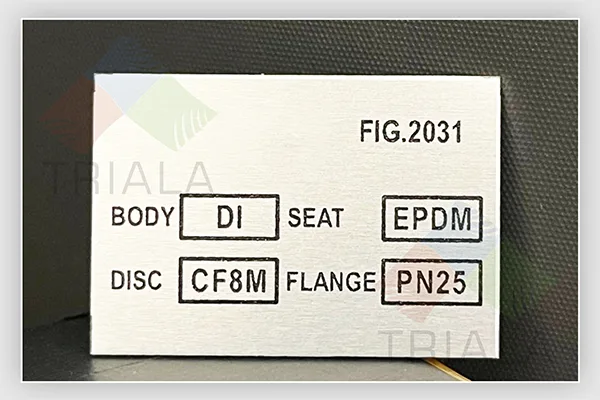 FIG.2031
TRIALA
BODY DI SEAT EPDM
DISC CF8M FLANGE PN25
TRIALA